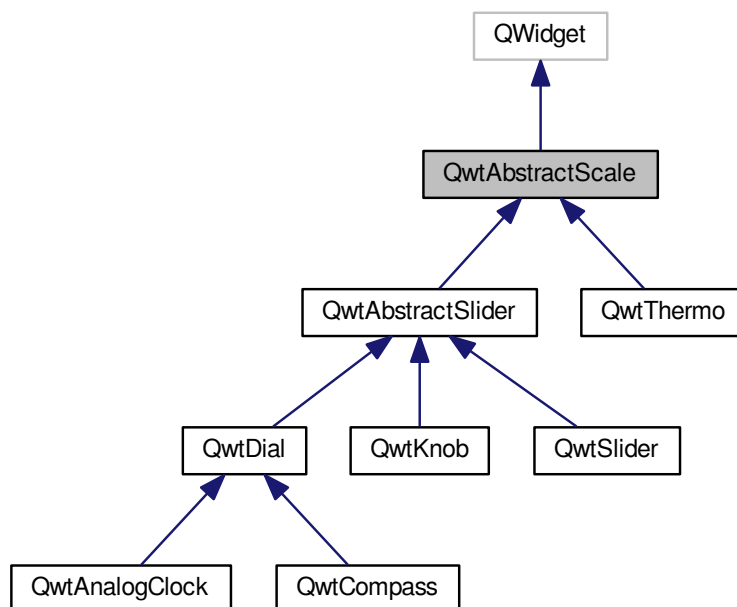 QWidget
QwtAbstractScale
QwtAbstractSlider
QwtThermo
QwtDial
QwtKnob
QwtSlider
QwtAnalogClock
QwtCompass